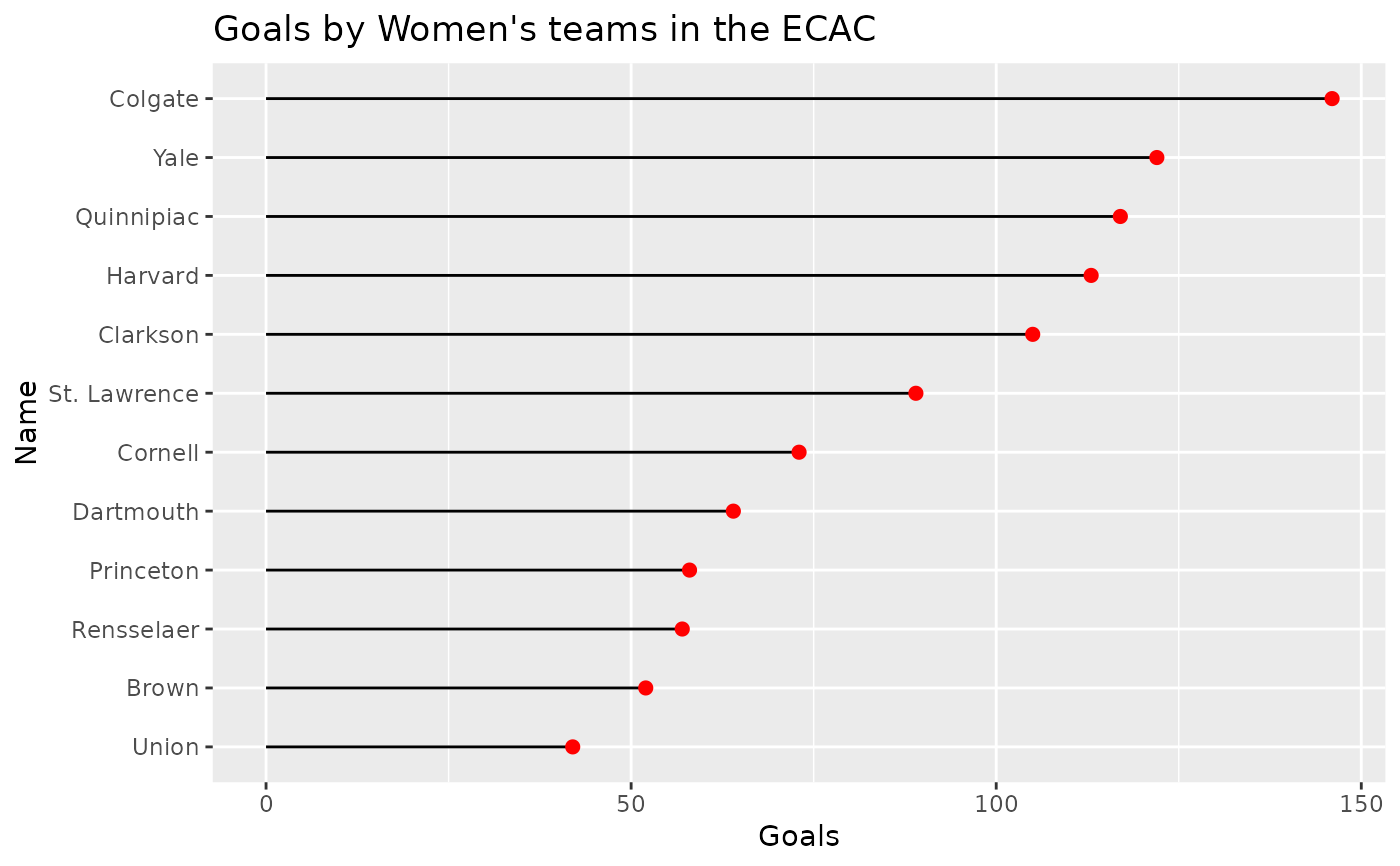 Goals by Women's teams in the ECAC
Name
Colgate
Yale
Quinnipiac
Harvard
Clarkson
St. Lawrence
Cornell
Dartmouth
Princeton
Rensselaer
Brown
Union
0 50 100 150
Goals